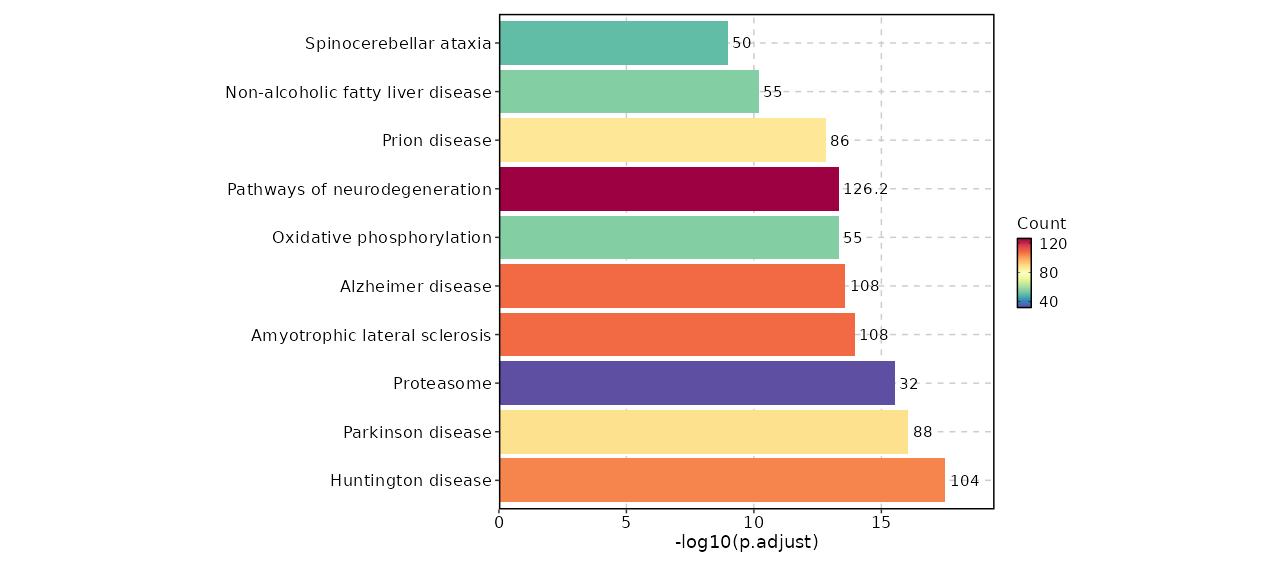 Spinocerebellar ataxia 50
Non-alcoholic fatty liver disease 55
Prion disease 86
Pathways of neurodegeneration 126.2
Oxidative phosphorylation 55
Alzheimer disease 108
Amyotrophic lateral sclerosis 108
Proteasome 32
Parkinson disease 88
Huntington disease 104
0 5 10 15
-log10(p.adjust)
Count
120
80
40